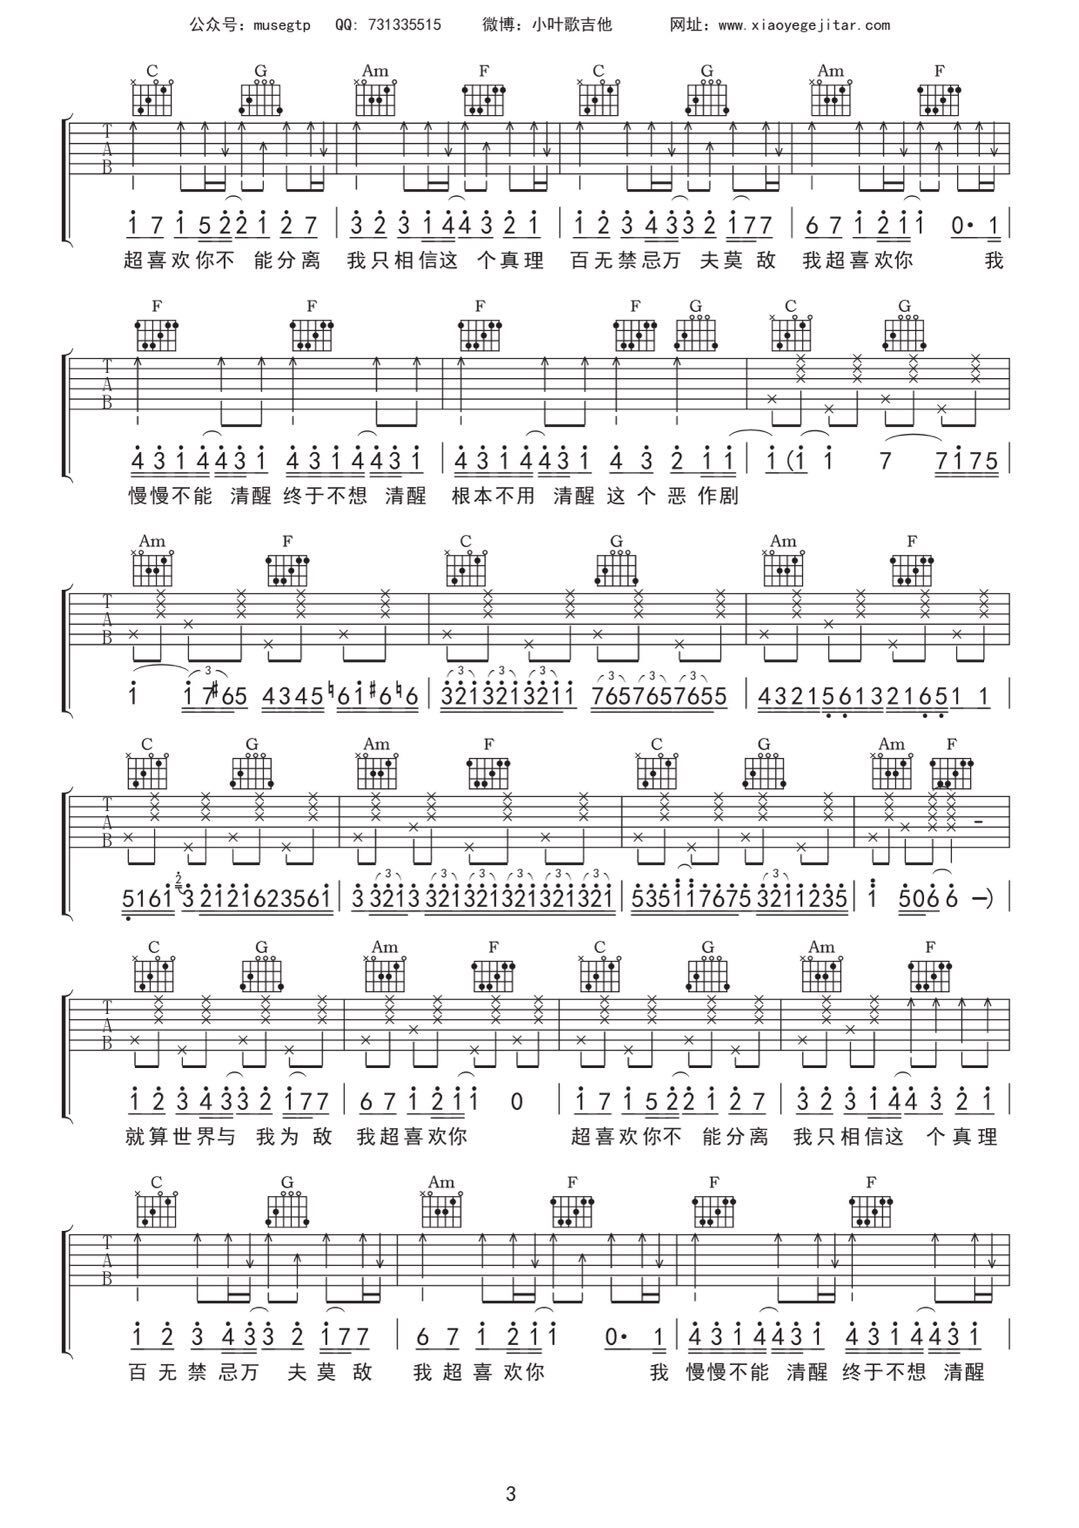 公众号：musegtp QQ: 731335515 微博：小叶歌吉他 网址：www.xiaoyegejitar.com
C G Am F C G Am F
T A B
1 7 1 5 2 2 1 2 7 | 3 2 3 1 4 4 3 2 1 | 1 2 3 4 3 3 2 1 7 7 | 6 7 1 2 1 1 0· 1 |
超喜欢你不 能分离 我只相信这 个真理 百无禁忌万 夫莫 敌 我超喜欢你 我
F F F F G C G
T A B
4 3 1 4 4 3 1 4 3 1 4 4 3 1 | 4 3 1 4 4 3 1 4 3 2 1 1 | 1 (1 1 7 7 1 7 5 |
慢慢不能 清醒 终于不想 清醒 根本不用 清醒 这 个 恶 作剧
Am F C G Am F
T A B
1 1 7 #6 5 4 3 4 5 ♮6 1 #6 ♮6 | 3 2 1 3 2 1 3 2 1 1 7 6 5 7 6 5 7 6 5 5 | 4 3 2 1 5 6 1 3 2 1 6 5 1 1
C G Am F C G Am F
T A B
5 1 6 1 2 3 2 1 2 1 6 2 3 5 6 1 | 3 3 2 1 3 3 2 1 3 2 1 3 2 1 3 2 1 3 2 1 | 5 3 5 1 1 7 6 7 5 3 2 1 1 2 3 5 | 1 5 0 6 6 —) |
C G Am F C G Am F
T A B
1 2 3 4 3 3 2 1 7 7 | 6 7 1 2 1 1 0 | 1 7 1 5 2 2 1 2 7 | 3 2 3 1 4 4 3 2 1 |
就算世界与 我为 敌 我超喜欢你 超喜欢你不 能分离 我只相信这 个真理
C G Am F F F
T A B
1 2 3 4 3 3 2 1 7 7 | 6 7 1 2 1 1 0· 1 | 4 3 1 4 4 3 1 4 3 1 4 4 3 1 |
百无禁 忌万 夫莫 敌 我超喜欢你 我 慢慢不能 清醒 终于不想 清醒
3